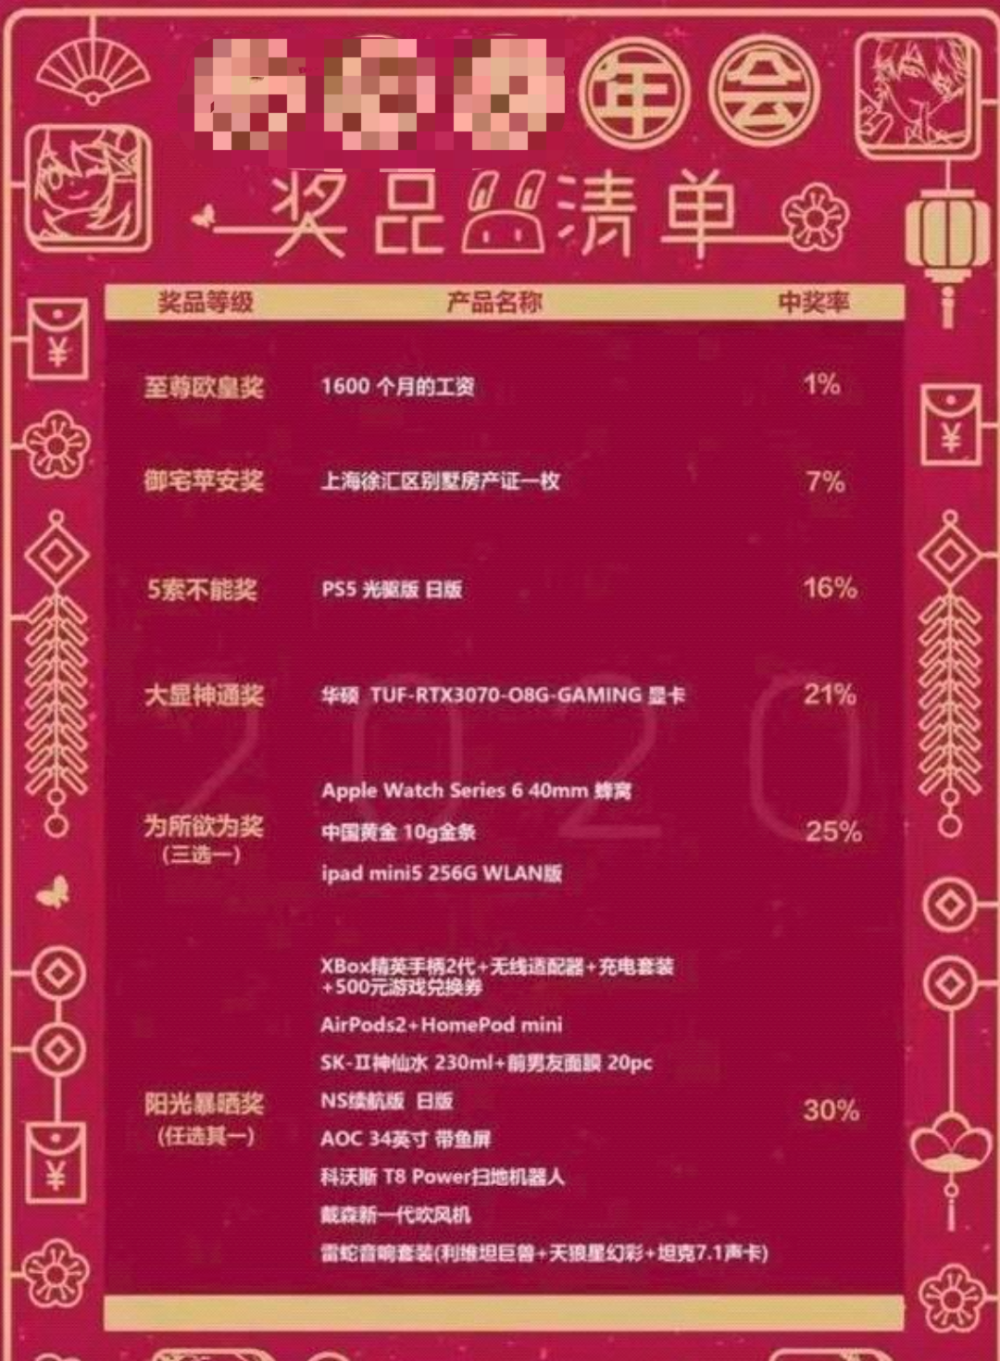 年会
奖品清单
奖品等级 产品名称 中奖率
至尊欧皇奖 1600 个月的工资 1%
御宅苹安奖 上海徐汇区别墅房产证一枚 7%
5索不能奖 PS5 光驱版 日版 16%
大显神通奖 华硕 TUF-RTX3070-O8G-GAMING 显卡 21%
Apple Watch Series 6 40mm 蜂窝
为所欲为奖 中国黄金 10g金条 25%
(三选一)
ipad mini5 256G WLAN版
XBox精英手柄2代+无线适配器+充电套装
+500元游戏兑换券
AirPods2+HomePod mini
SK-II神仙水 230ml+前男友面膜 20pc
阳光暴晒奖 NS续航版 日版 30%
(任选其一) AOC 34英寸 带鱼屏
科沃斯 T8 Power扫地机器人
戴森新一代吹风机
雷蛇音响套装(利维坦巨兽+天狼星幻彩+坦克7.1声卡)
2020